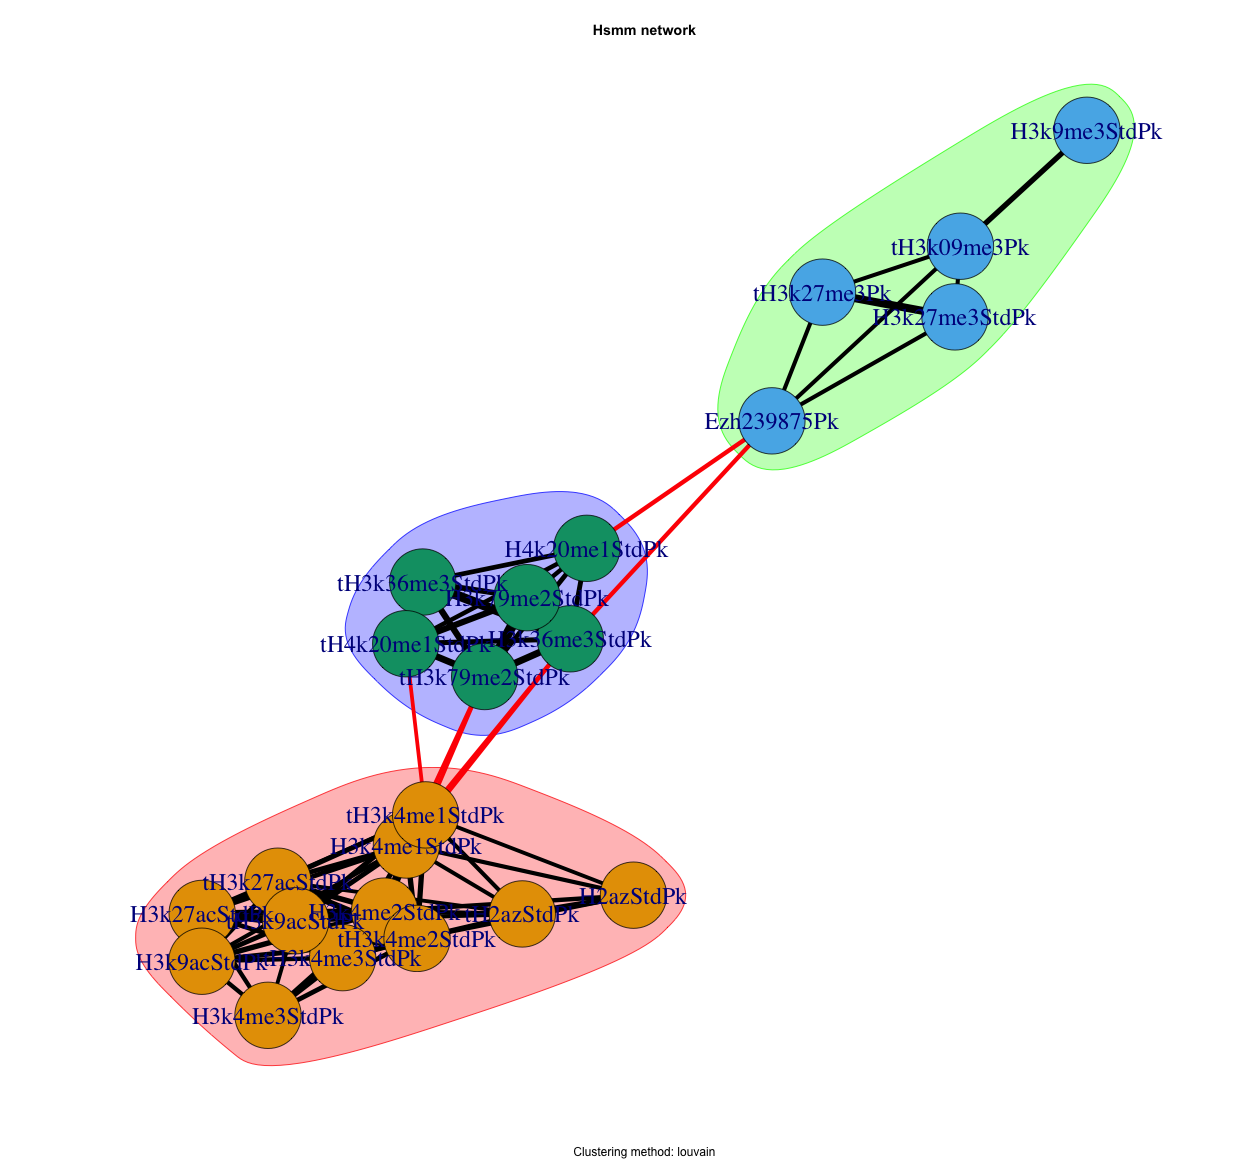 Hsmm network
H3k9me3StdPk
tH3k09me3Pk
tH3k27me3Pk
H3k27me3StdPk
Ezh239875Pk
H4k20me1StdPk
tH3k36me3StdPk
H3k79me2StdPk
H3k36me3StdPk
tH4k20me1StdPk
tH3k79me2StdPk
tH3k4me1StdPk
H3k4me1StdPk
tH3k27acStdPk
H2azStdPk
H3k27acStdPk
H3k4me2StdPk
tH2azStdPk
tH3k9acStdPk
tH3k4me2StdPk
H3k9acStdPk
tH3k4me3StdPk
H3k4me3StdPk
Clustering method: louvain